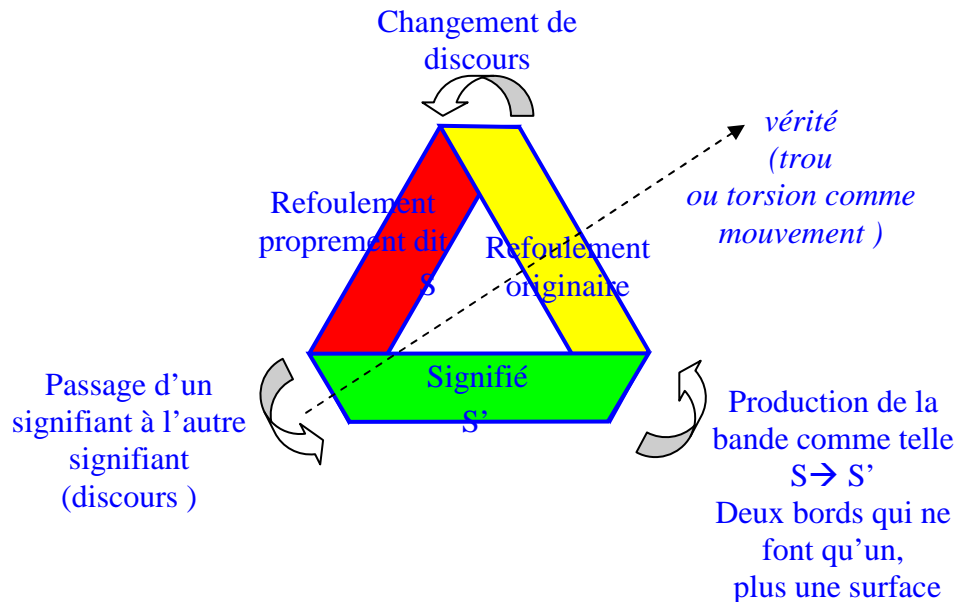 Changement de
discours
vérité
(trou
ou torsion comme
mouvement )
Refoulement
proprement dit
S
Refoulement
originaire
Signifié
S’
Passage d’un
signifiant à l’autre
signifiant
(discours )
Production de la
bande comme telle
S→ S’
Deux bords qui ne
font qu’un,
plus une surface